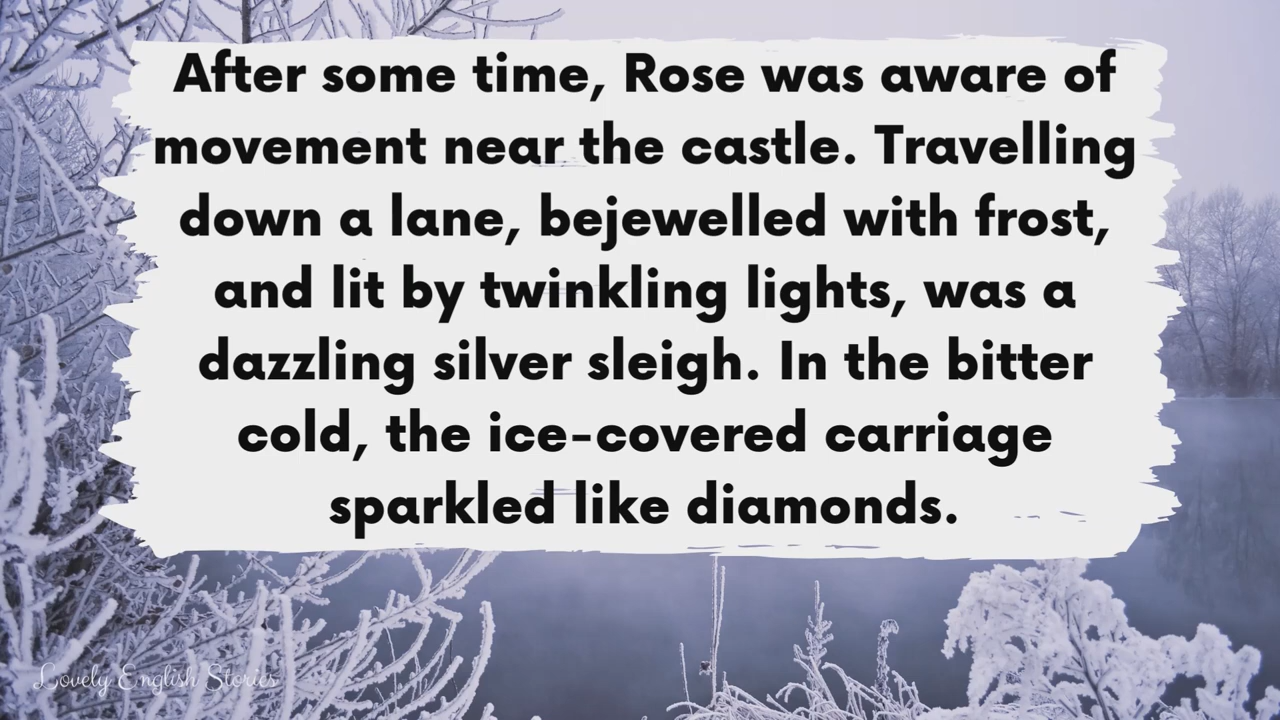 After some time, Rose was aware of
movement near the castle. Travelling
down a lane, bejewelled with frost,
and lit by twinkling lights, was a
dazzling silver sleigh. In the bitter
cold, the ice-covered carriage
sparkled like diamonds.
Lovely English Stories